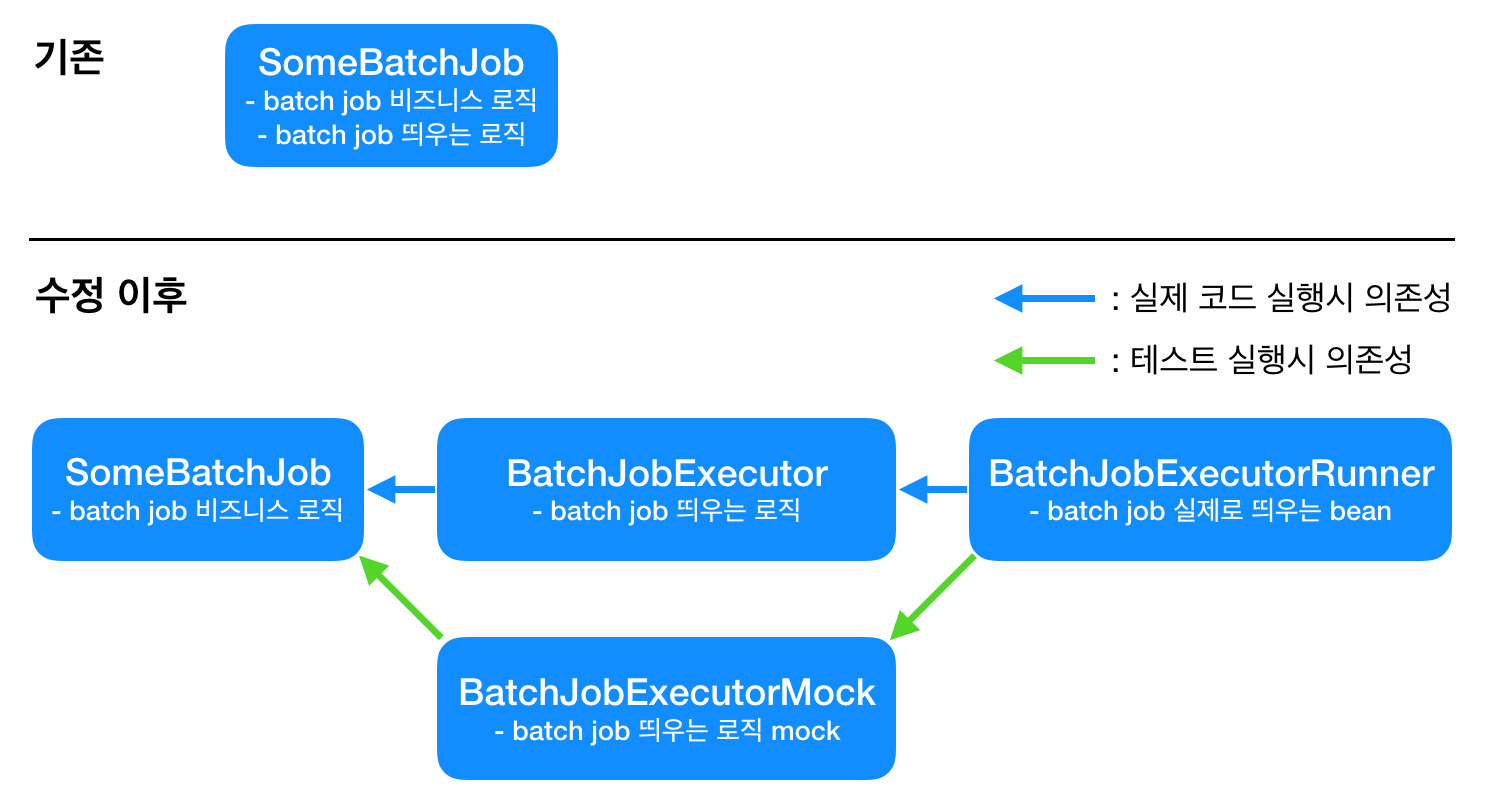 기존
SomeBatchJob
- batch job 비즈니스 로직
- batch job 띄우는 로직
수정 이후
: 실제 코드 실행시 의존성
: 테스트 실행시 의존성
SomeBatchJob
- batch job 비즈니스 로직
BatchJobExecutor
- batch job 띄우는 로직
BatchJobExecutorRunner
- batch job 실제로 띄우는 bean
BatchJobExecutorMock
- batch job 띄우는 로직 mock